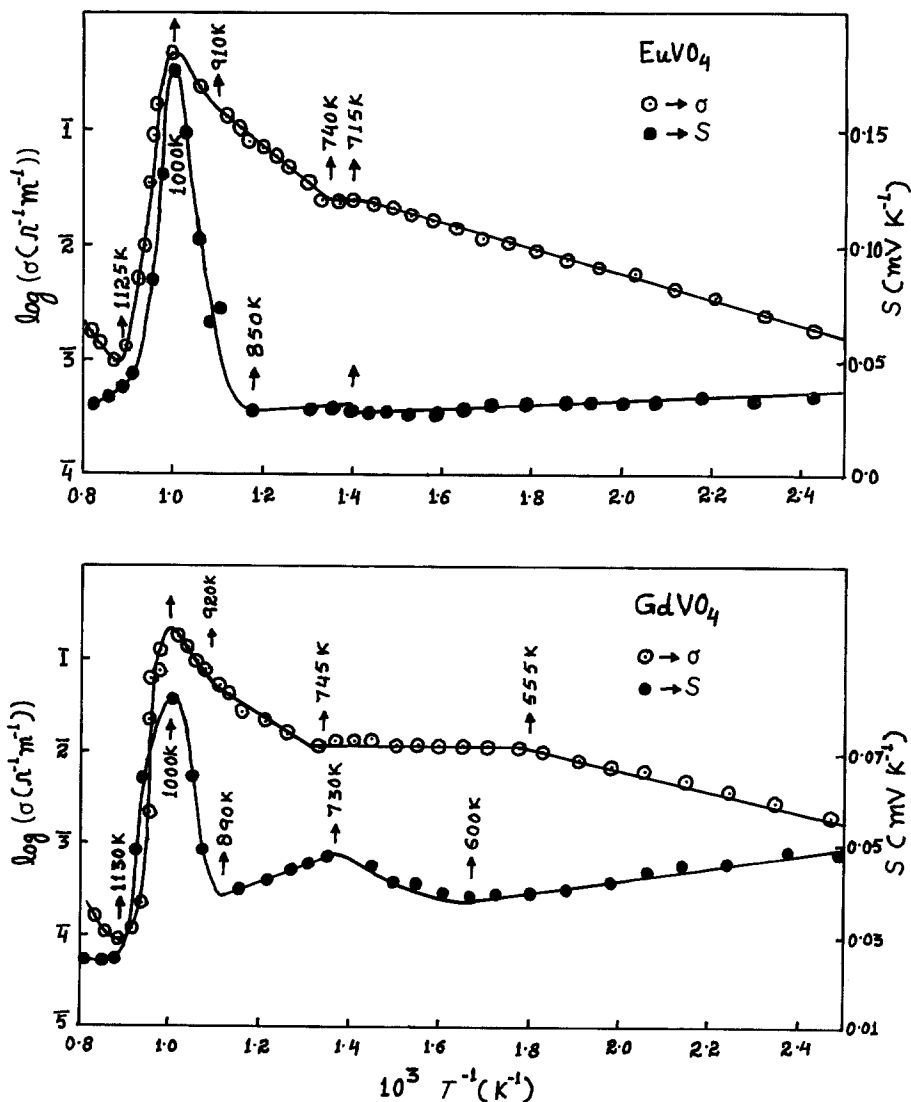 EuVO₄
⊙ → σ
● → S
1000K
910K
740K
715K
1125K
850K
log (σ(Ω⁻¹m⁻¹))
1̄
2̄
3̄
4̄
S (mV K⁻¹)
0·15
0·10
0·05
0·0
0·8 1·0 1·2 1·4 1·6 1·8 2·0 2·2 2·4
GdVO₄
⊙ → σ
● → S
920K
745K
555K
1000K
730K
600K
890K
1130K
log (σ(Ω⁻¹m⁻¹))
1̄
2̄
3̄
4̄
5̄
S (mV K⁻¹)
0·07
0·05
0·03
0·01
0·8 1·0 1·2 1·4 1·6 1·8 2·0 2·2 2·4
10³ T⁻¹ (K⁻¹)